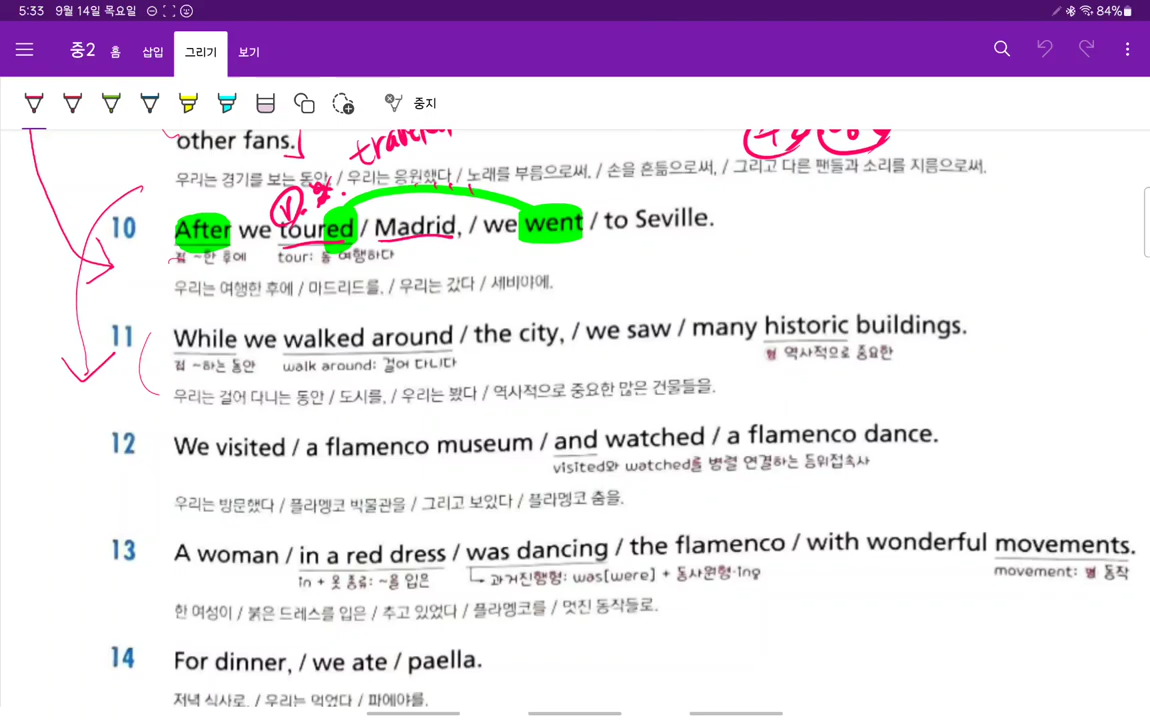 5:33 9월 14일 목요일 84%
중2 홈 삽입 그리기 보기
중지
other fans.
우리는 경기를 보는 동안 / 우리는 응원했다 / 노래를 부름으로써, / 손을 흔듦으로써, / 그리고 다른 팬들과 소리를 지름으로써.
10 After we toured / Madrid, / we went / to Seville.
접 ~한 후에 tour: 동 여행하다
우리는 여행한 후에 / 마드리드를, / 우리는 갔다 / 세비야에.
11 While we walked around / the city, / we saw / many historic buildings.
접 ~하는 동안 walk around: 걸어 다니다 형 역사적으로 중요한
우리는 걸어 다니는 동안 / 도시를, / 우리는 봤다 / 역사적으로 중요한 많은 건물들을.
12 We visited / a flamenco museum / and watched / a flamenco dance.
visited와 watched를 병렬 연결하는 등위접속사
우리는 방문했다 / 플라멩코 박물관을 / 그리고 보았다 / 플라멩코 춤을.
13 A woman / in a red dress / was dancing / the flamenco / with wonderful movements.
in + 옷 종류: ~을 입은 과거진행형: was[were] + 동사원형-ing movement: 명 동작
한 여성이 / 붉은 드레스를 입은 / 추고 있었다 / 플라멩코를 / 멋진 동작들로.
14 For dinner, / we ate / paella.
저녁 식사로, / 우리는 먹었다 / 파에야를.